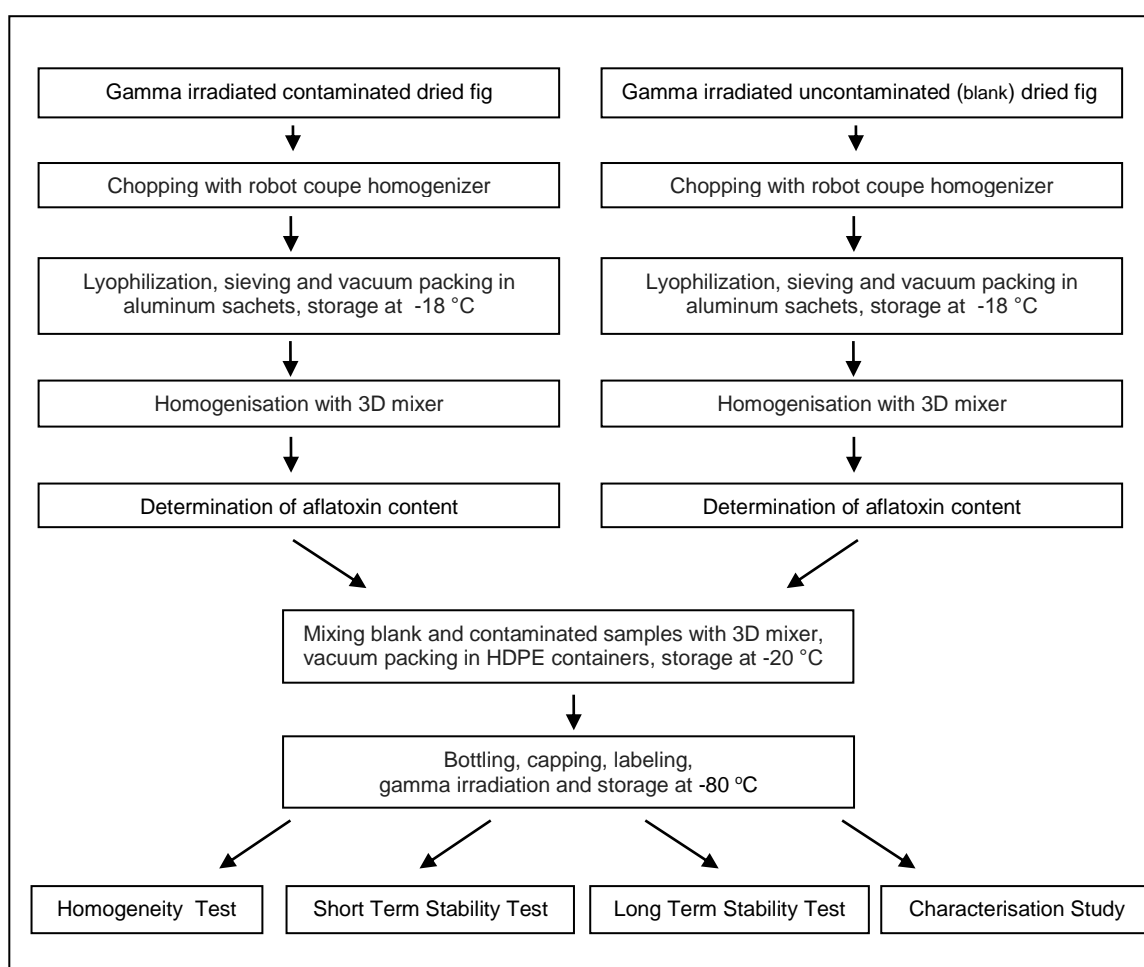 Gamma irradiated contaminated dried fig
Gamma irradiated uncontaminated (blank) dried fig
Chopping with robot coupe homogenizer
Chopping with robot coupe homogenizer
Lyophilization, sieving and vacuum packing in
aluminum sachets, storage at -18 °C
Lyophilization, sieving and vacuum packing in
aluminum sachets, storage at -18 °C
Homogenisation with 3D mixer
Homogenisation with 3D mixer
Determination of aflatoxin content
Determination of aflatoxin content
Mixing blank and contaminated samples with 3D mixer,
vacuum packing in HDPE containers, storage at -20 °C
Bottling, capping, labeling,
gamma irradiation and storage at -80 ºC
Homogeneity Test
Short Term Stability Test
Long Term Stability Test
Characterisation Study